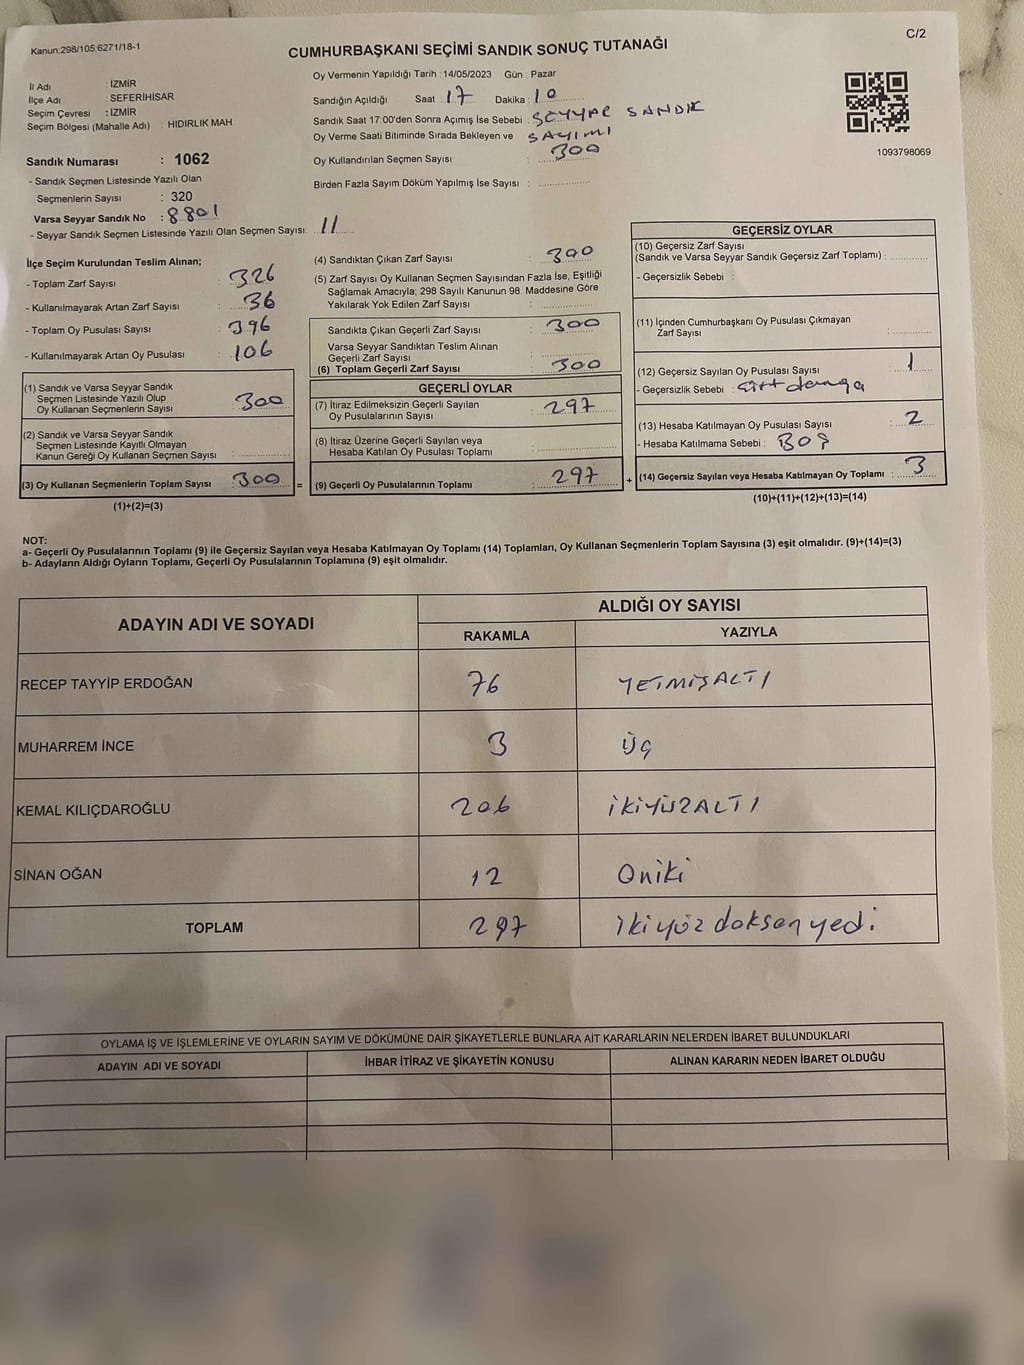 Kanun:298/105;6271/18-1
C/2
CUMHURBAŞKANI SEÇİMİ SANDIK SONUÇ TUTANAĞI
İl Adı : İZMİR
İlçe Adı : SEFERİHİSAR
Seçim Çevresi : İZMİR
Seçim Bölgesi (Mahalle Adı) : HIDIRLIK MAH.
Sandık Numarası : 1062
- Sandık Seçmen Listesinde Yazılı Olan
Seçmenlerin Sayısı : 320
Varsa Seyyar Sandık No : 8801
- Seyyar Sandık Seçmen Listesinde Yazılı Olan Seçmen Sayısı: 11
Oy Vermenin Yapıldığı Tarih : 14/05/2023 Gün : Pazar
Sandığın Açıldığı Saat 17 Dakika : 10
Sandık Saat 17:00'den Sonra Açımış İse Sebebi : SEYYAR SANDIK
Oy Verme Saati Bitiminde Sırada Bekleyen ve SAYIMI
Oy Kullandırılan Seçmen Sayısı : 300
Birden Fazla Sayım Döküm Yapılmış İse Sayısı :
1093798069
İlçe Seçim Kurulundan Teslim Alınan;
- Toplam Zarf Sayısı : 326
- Kullanılmayarak Artan Zarf Sayısı : 36
- Toplam Oy Pusulası Sayısı : 396
- Kullanılmayarak Artan Oy Pusulası : 106
(1) Sandık ve Varsa Seyyar Sandık
Seçmen Listesinde Yazılı Olup
Oy Kullanan Seçmenlerin Sayısı : 300
(2) Sandık ve Varsa Seyyar Sandık
Seçmen Listesinde Kayıtlı Olmayan
Kanun Gereği Oy Kullanan Seçmen Sayısı :
(3) Oy Kullanan Seçmenlerin Toplam Sayısı : 300 =
(1)+(2)=(3)
(4) Sandıktan Çıkan Zarf Sayısı : 300
(5) Zarf Sayısı Oy Kullanan Seçmen Sayısından Fazla İse, Eşitliği
Sağlamak Amacıyla; 298 Sayılı Kanunun 98. Maddesine Göre
Yakılarak Yok Edilen Zarf Sayısı :
Sandıkta Çıkan Geçerli Zarf Sayısı : 300
Varsa Seyyar Sandıktan Teslim Alınan
Geçerli Zarf Sayısı :
(6) Toplam Geçerli Zarf Sayısı : 300
GEÇERLİ OYLAR
(7) İtiraz Edilmeksizin Geçerli Sayılan
Oy Pusulalarının Sayısı : 297
(8) İtiraz Üzerine Geçerli Sayılan veya
Hesaba Katılan Oy Pusulası Toplamı :
(9) Geçerli Oy Pusulalarının Toplamı : 297 +
GEÇERSİZ OYLAR
(10) Geçersiz Zarf Sayısı
(Sandık ve Varsa Seyyar Sandık Geçersiz Zarf Toplamı) :
- Geçersizlik Sebebi :
(11) İçinden Cumhurbaşkanı Oy Pusulası Çıkmayan
Zarf Sayısı :
(12) Geçersiz Sayılan Oy Pusulası Sayısı : 1
- Geçersizlik Sebebi : çift damga
(13) Hesaba Katılmayan Oy Pusulası Sayısı : 2
- Hesaba Katılmama Sebebi : BOŞ
(14) Geçersiz Sayılan veya Hesaba Katılmayan Oy Toplamı : 3
(10)+(11)+(12)+(13)=(14)
NOT:
a- Geçerli Oy Pusulalarının Toplamı (9) ile Geçersiz Sayılan veya Hesaba Katılmayan Oy Toplamı (14) Toplamları, Oy Kullanan Seçmenlerin Toplam Sayısına (3) eşit olmalıdır. (9)+(14)=(3)
b- Adayların Aldığı Oyların Toplamı, Geçerli Oy Pusulalarının Toplamına (9) eşit olmalıdır.
ADAYIN ADI VE SOYADI
ALDIĞI OY SAYISI
RAKAMLA YAZIYLA
RECEP TAYYİP ERDOĞAN 76 YETMİŞALTI
MUHARREM İNCE 3 üç
KEMAL KILIÇDAROĞLU 206 İKİYÜZALTI
SİNAN OĞAN 12 Oniki
TOPLAM 297 ikiyüz doksan yedi
OYLAMA İŞ VE İŞLEMLERİNE VE OYLARIN SAYIM VE DÖKÜMÜNE DAİR ŞİKAYETLERLE BUNLARA AİT KARARLARIN NELERDEN İBARET BULUNDUKLARI
ADAYIN ADI VE SOYADI İHBAR İTİRAZ VE ŞİKAYETİN KONUSU ALINAN KARARIN NEDEN İBARET OLDUĞU